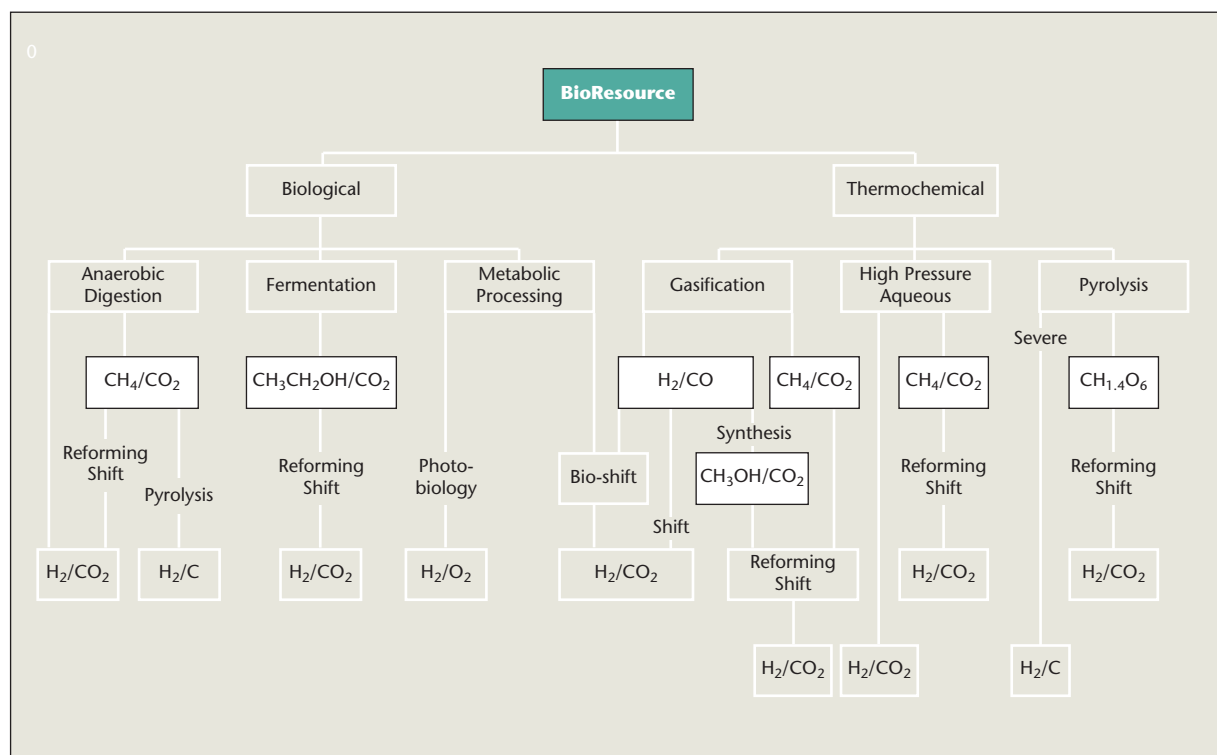 0
BioResource
Biological
Thermochemical
Anaerobic
Digestion
Fermentation
Metabolic
Processing
Gasification
High Pressure
Aqueous
Pyrolysis
Severe
CH₄/CO₂
CH₃CH₂OH/CO₂
H₂/CO
CH₄/CO₂
CH₄/CO₂
CH₁.₄O₆
Synthesis
Reforming
Shift
Pyrolysis
Reforming
Shift
Photo-
biology
Bio-shift
CH₃OH/CO₂
Reforming
Shift
Reforming
Shift
Shift
H₂/CO₂
H₂/C
H₂/CO₂
H₂/O₂
H₂/CO₂
Reforming
Shift
H₂/CO₂
H₂/CO₂
H₂/CO₂
H₂/CO₂
H₂/C